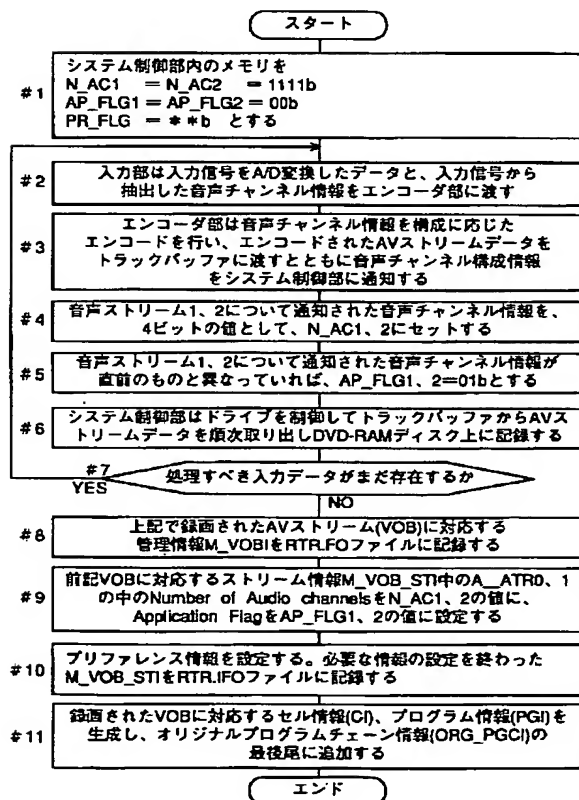 スタート
#1
システム制御部内のメモリを
N_AC1 =N_AC2 =1111b
AP_FLG1=AP_FLG2=00b
PR_FLG =**b とする
#2
入力部は入力信号をA/D変換したデータと、入力信号から
抽出した音声チャンネル情報をエンコーダ部に渡す
#3
エンコーダ部は音声チャンネル情報を構成に応じた
エンコードを行い、エンコードされたAVストリームデータを
トラックバッファに渡すとともに音声チャンネル構成情報
をシステム制御部に通知する
#4
音声ストリーム1、2について通知された音声チャンネル情報を、
4ビットの値として、N_AC1、2にセットする
#5
音声ストリーム1、2について通知された音声チャンネル情報が
直前のものと異なっていれば、AP_FLG1、2=01bとする
#6
システム制御部はドライブを制御してトラックバッファからAVス
トリームデータを順次取り出しDVD-RAMディスク上に記録する
#7
YES
処理すべき入力データがまだ存在するか
NO
#8
上記で録画されたAVストリーム(VOB)に対応する
管理情報M_VOBIをRTR.IFOファイルに記録する
#9
前記VOBに対応するストリーム情報M_VOB_STI中のA__ATR0、1
の中のNumber of Audio channelsをN_AC1、2の値に、
Application FlagをAP_FLG1、2の値に設定する
#10
プリファレンス情報を設定する。必要な情報の設定を終わった
M_VOB_STIをRTR.IFOファイルに記録する
#11
録画されたVOBに対応するセル情報(CI)、プログラム情報(PGI)を
生成し、オリジナルプログラムチェーン情報(ORG_PGCI)の
最後尾に追加する
エンド